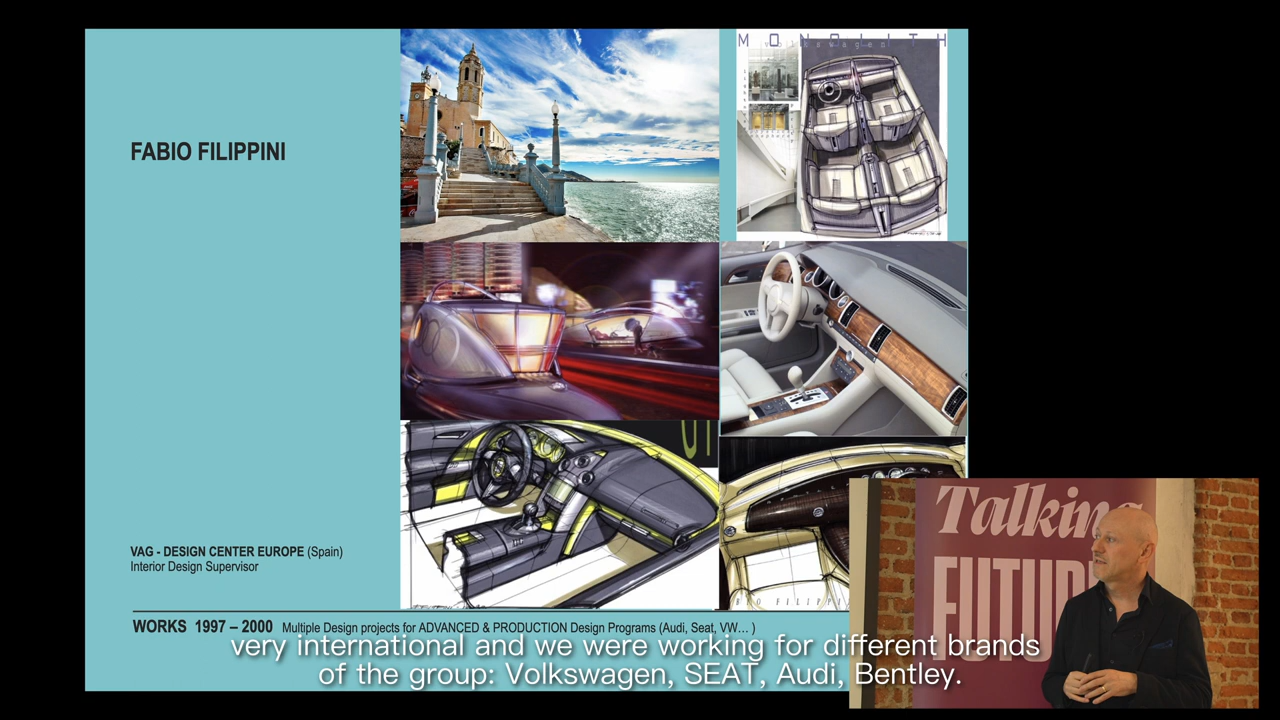 FABIO FILIPPINI
MONOLITH
volkswagen
VAG - DESIGN CENTER EUROPE (Spain)
Interior Design Supervisor
WORKS 1997 – 2000 Multiple Design projects for ADVANCED & PRODUCTION Design Programs (Audi, Seat, VW... )
Talking
FUTU
very international and we were working for different brands
of the group: Volkswagen, SEAT, Audi, Bentley.